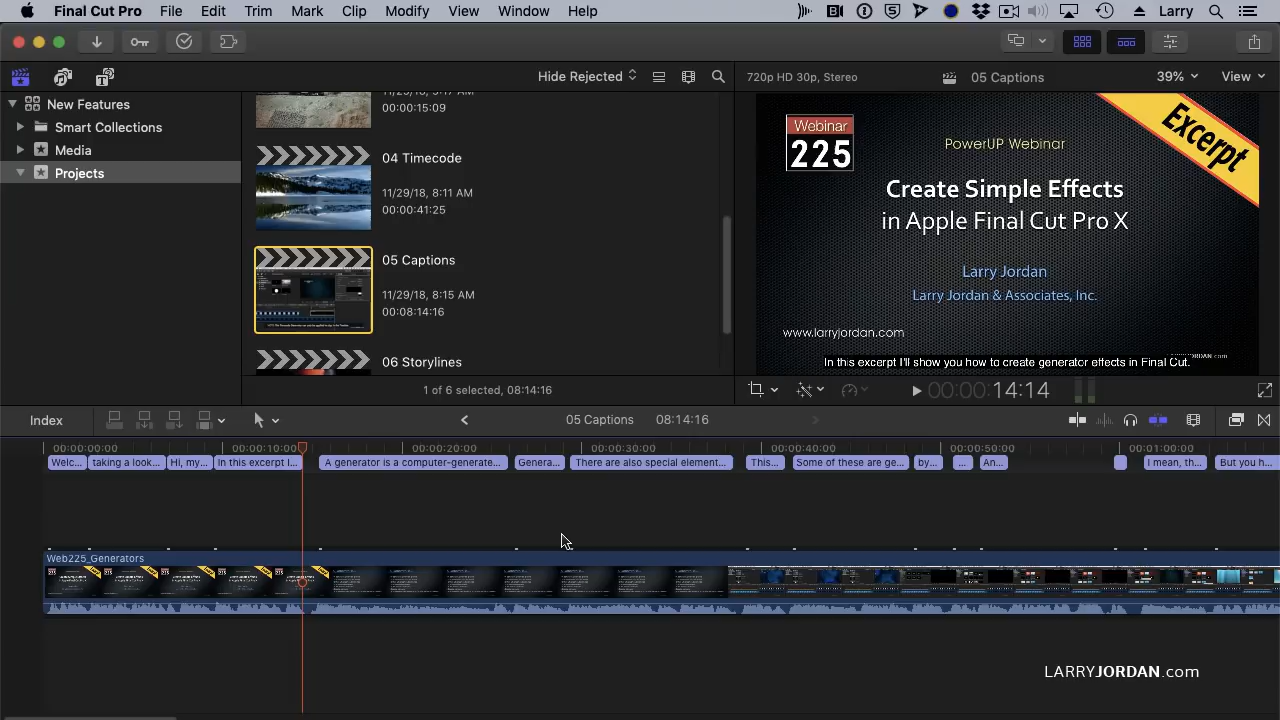 Final Cut Pro File Edit Trim Mark Clip Modify View Window Help Larry
Hide Rejected
720p HD 30p, Stereo
05 Captions
39%
View
New Features
Smart Collections
Media
Projects
00:00:15:09
04 Timecode
11/29/18, 8:11 AM
00:00:41:25
05 Captions
11/29/18, 8:15 AM
00:08:14:16
06 Storylines
1 of 6 selected, 08:14:16
Webinar
225
Excerpt
PowerUP Webinar
Create Simple Effects
in Apple Final Cut Pro X
Larry Jordan
Larry Jordan & Associates, Inc.
www.larryjordan.com
In this excerpt I'll show you how to create generator effects in Final Cut.
00:00:14:14
Index
05 Captions
08:14:16
00:00:00:00 00:00:10:00 00:00:20:00 00:00:30:00 00:00:40:00 00:00:50:00 00:01:00:00
Welc... taking a look... Hi, my... In this excerpt I... A generator is a computer-generate... Genera... There are also special element... This... Some of these are ge... by... ... An... I mean, th... But you h...
Web225_Generators
LARRYJORDAN.com